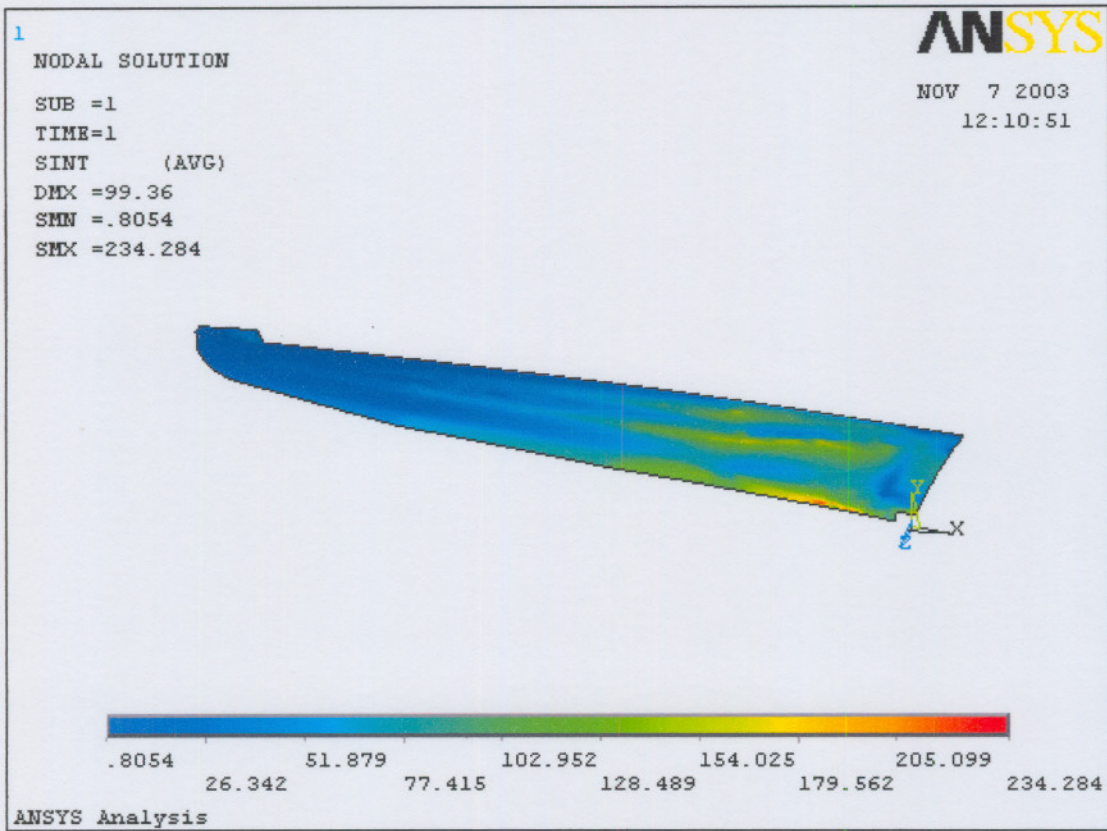 1
ANSYS
NODAL SOLUTION
NOV 7 2003
SUB =1
12:10:51
TIME=1
SINT (AVG)
DMX =99.36
SMN =.8054
SMX =234.284
Y
X
Z
.8054 51.879 102.952 154.025 205.099
26.342 77.415 128.489 179.562 234.284
ANSYS Analysis